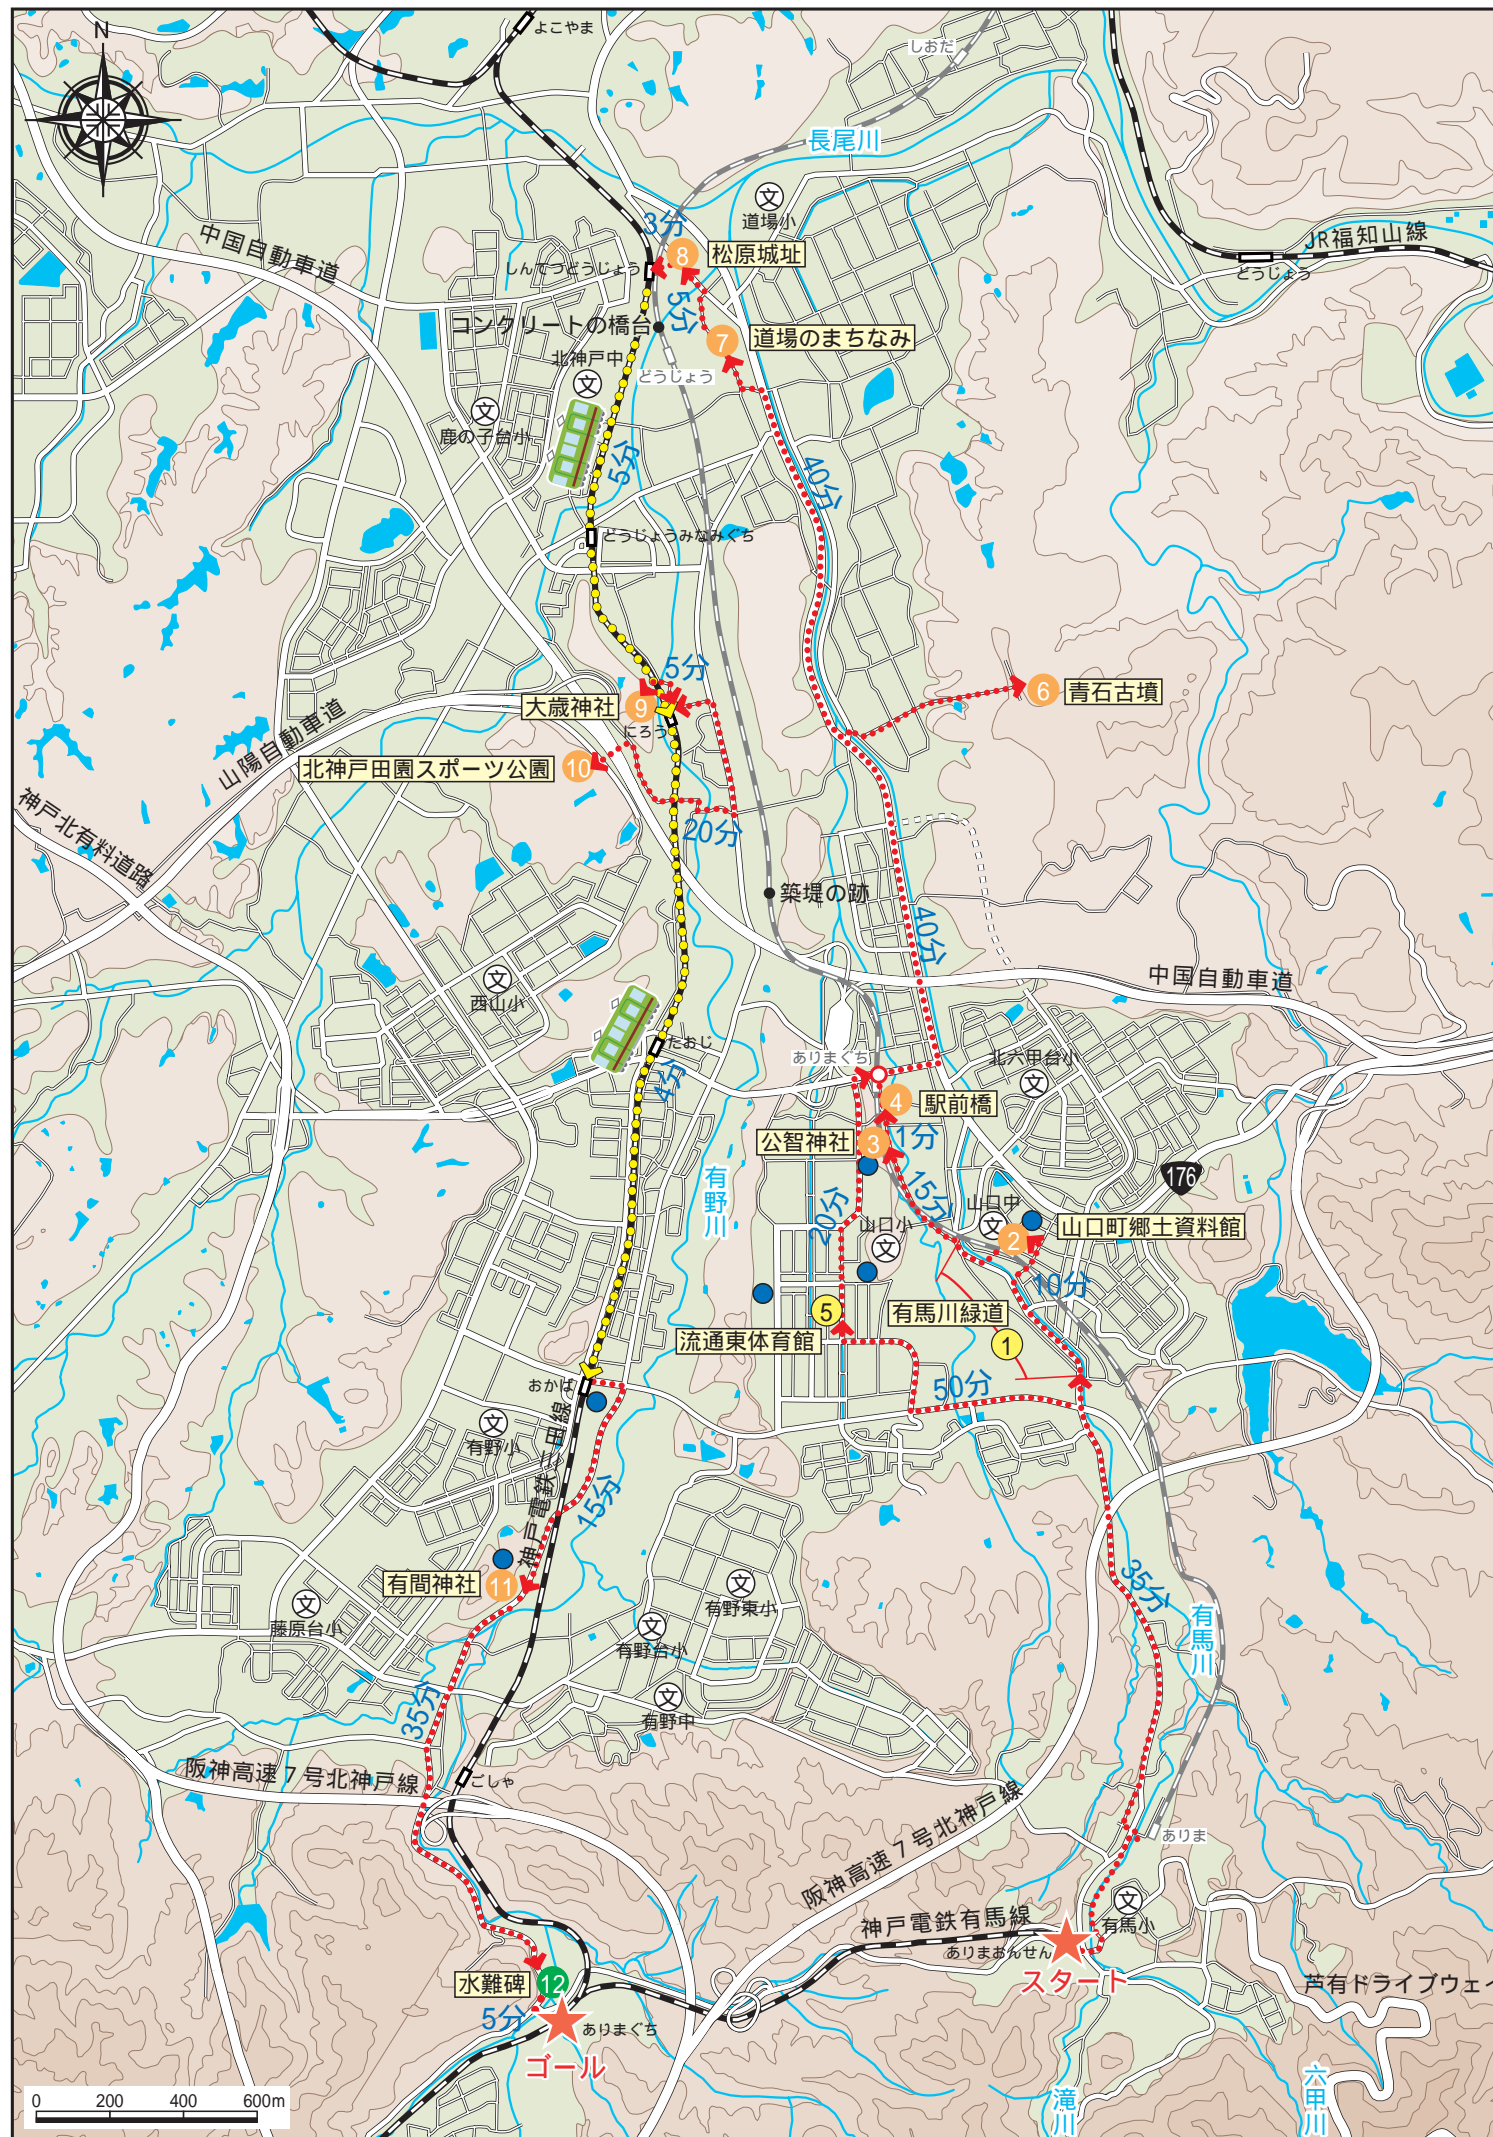 N
よこやま
しおだ
長尾川
文
道場小
3分
8
松原城址
中国自動車道
JR福知山線
どうじょう
しんてつどうじょう
5分
コンクリートの橋台
7
道場のまちなみ
北神戸中
文
どうじょう
文
鹿の子台小
5分
40分
どうじょうみなみぐち
5分
6
青石古墳
大歳神社
9
にろう
山陽自動車道
北神戸田園スポーツ公園
10
神戸北有料道路
20分
築堤の跡
40分
文
西山小
中国自動車道
たおじ
ありまぐち
北六甲台小
文
4分
4
駅前橋
公智神社
3
1分
176
有野川
15分
20分
山口中
文
山口小
文
2
山口町郷土資料館
10分
5
有馬川緑道
流通東体育館
1
おかば
50分
神戸電鉄三田線
文
有野小
15分
有間神社
11
文
藤原台小
文
有野東小
文
有野台小
35分
有馬川
文
有野中
35分
阪神高速7号北神戸線
ごしゃ
阪神高速7号北神戸線
ありま
文
有馬小
神戸電鉄有馬線
ありまおんせん
スタート
水難碑
12
芦有ドライブウェイ
5分
ありまぐち
ゴール
滝川
六甲川
0 200 400 600m